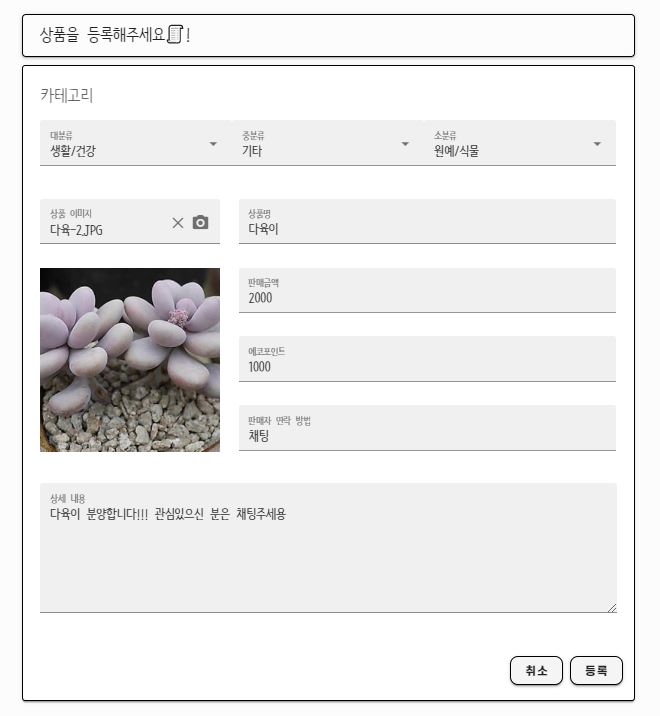 상품을 등록해주세요📜!
카테고리
대분류
생활/건강
중분류
기타
소분류
원예/식물
상품 이미지
다육-2.JPG
상품명
다육이
판매금액
2000
에코포인트
1000
판매자 연락 방법
채팅
상세 내용
다육이 분양합니다!!! 관심있으신 분은 채팅주세용
취소
등록